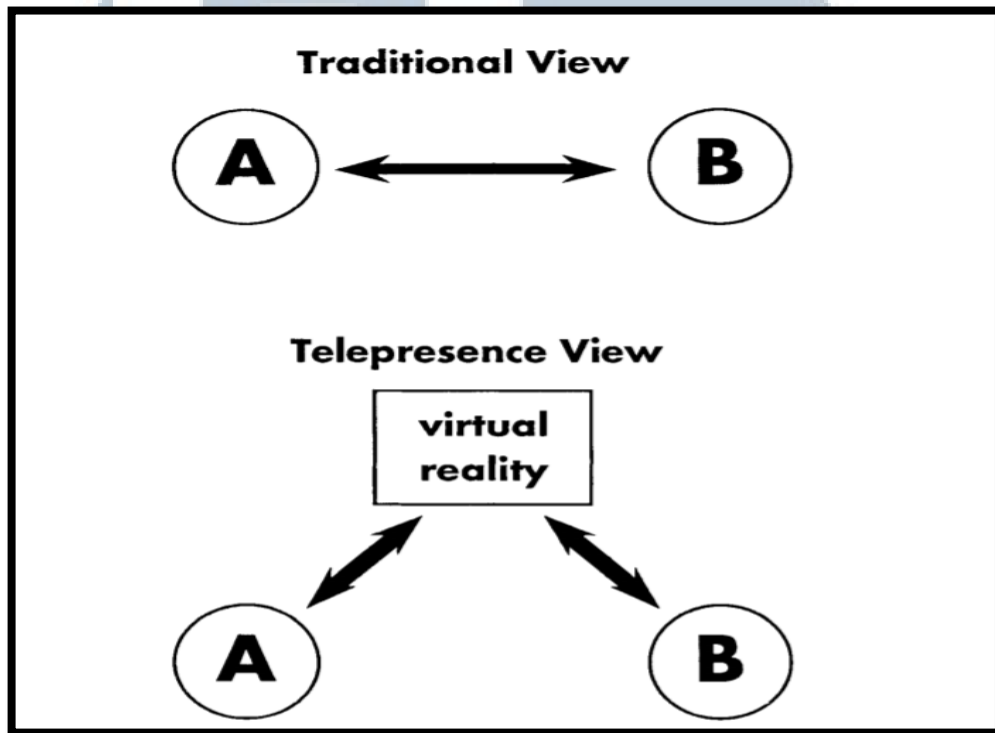 Traditional View
A B
Telepresence View
virtual
reality
A B